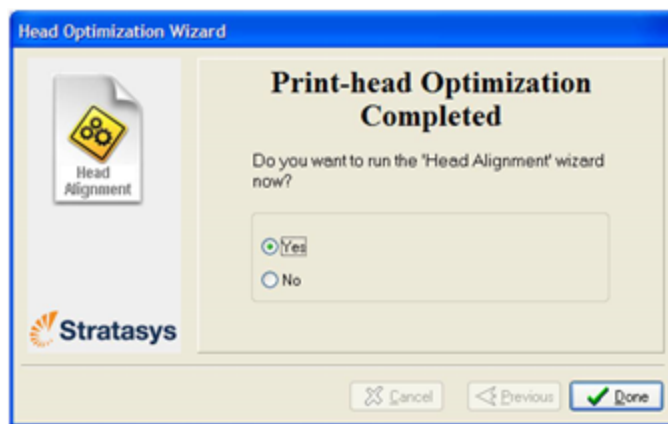 Head Optimization Wizard
Head
Alignment
Stratasys
Print-head Optimization
Completed
Do you want to run the 'Head Alignment' wizard
now?
Yes
No
Cancel
Previous
Done